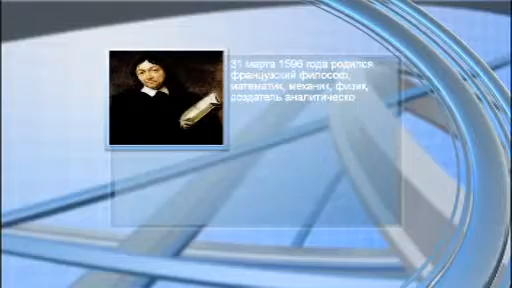 31 марта 1596 года родился
французский философ,
математик, механик, физик,
создатель аналитическо